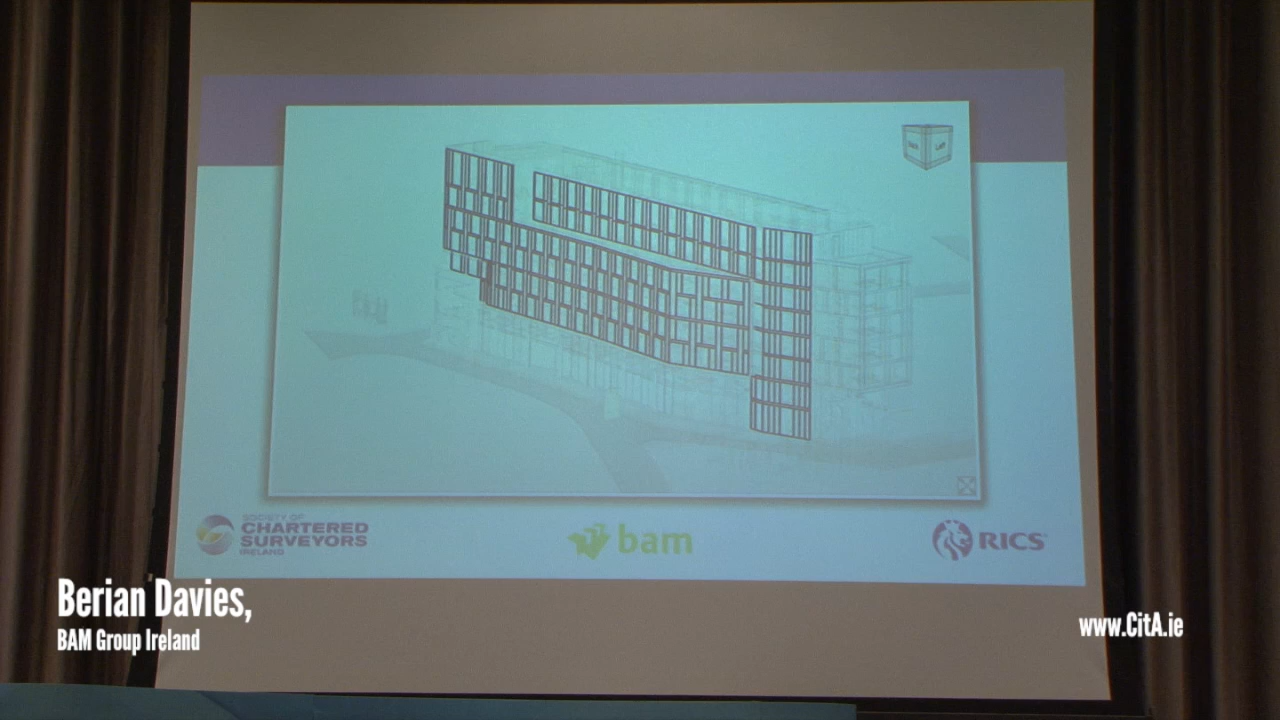 SOCIETY OF
CHARTERED
SURVEYORS
IRELAND
bam
RICS
Berian Davies,
BAM Group Ireland
www.CitA.ie